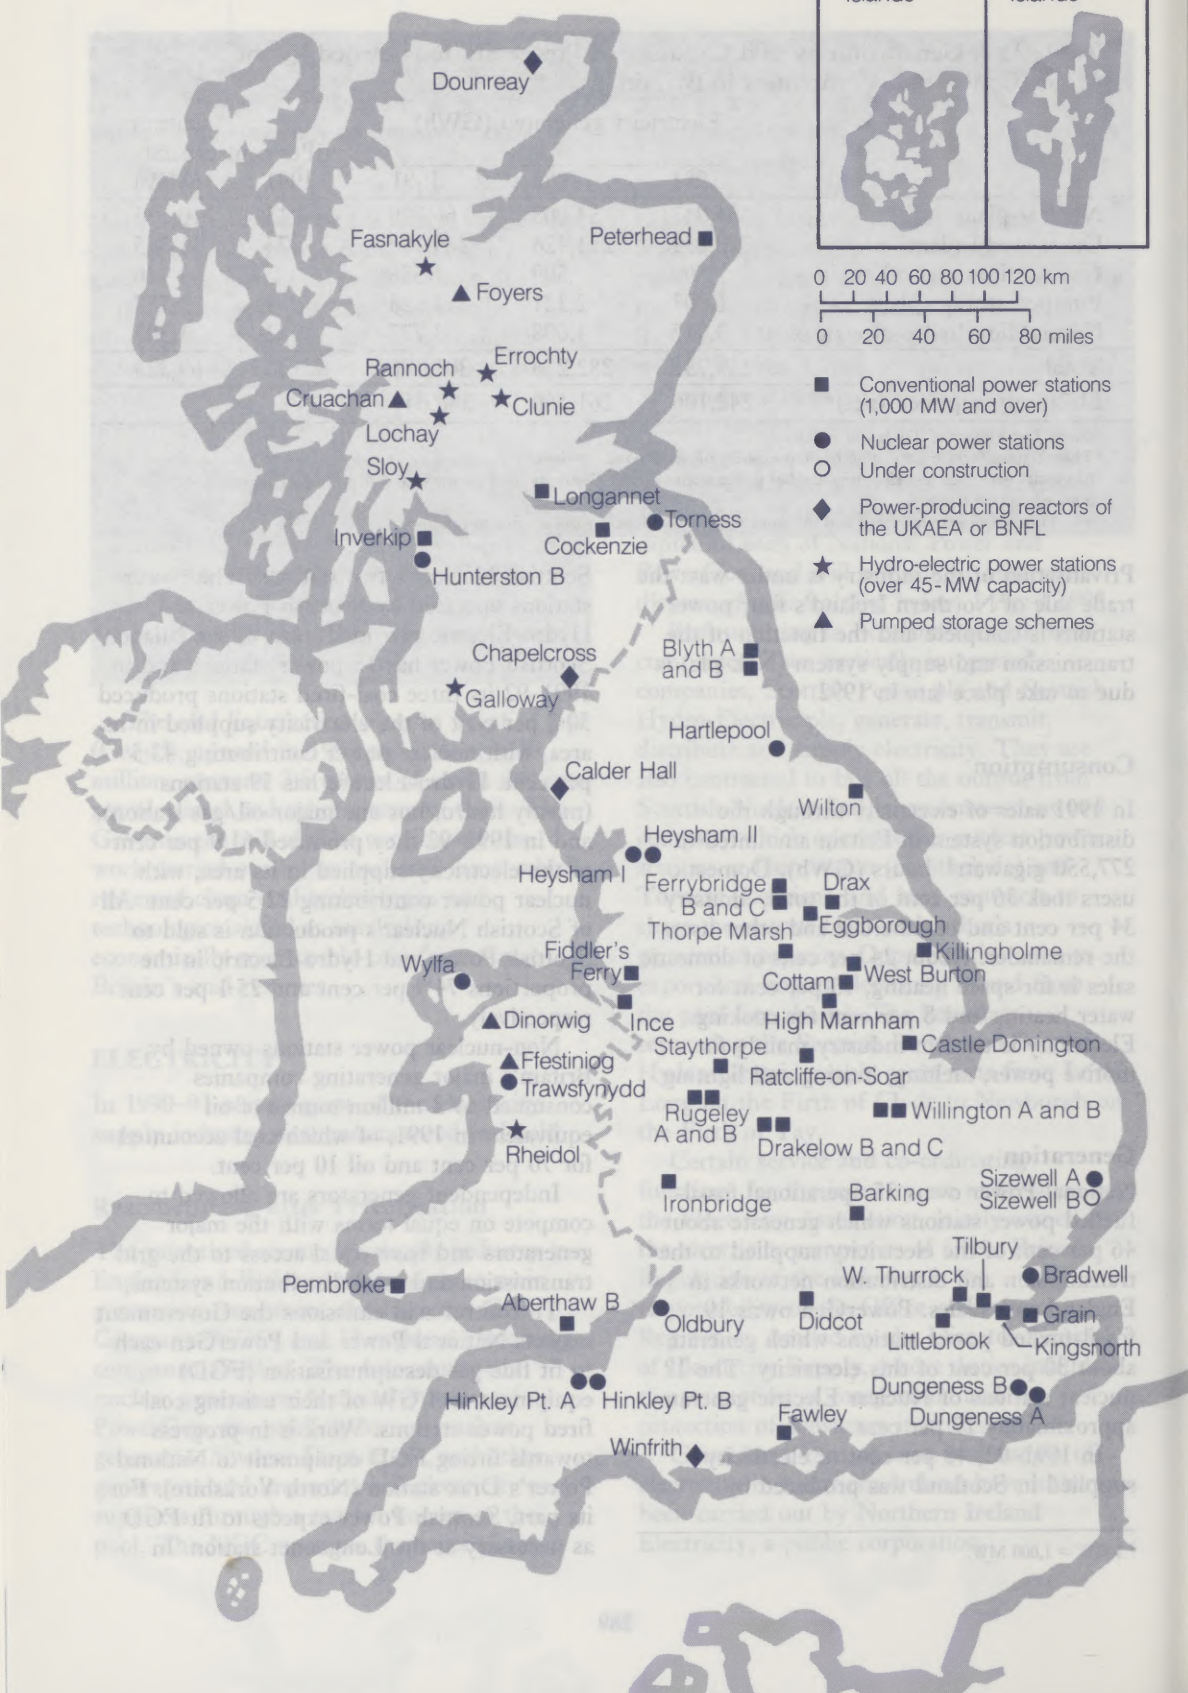 Islands
Islands
Dounreay
Fasnakyle
Peterhead
Foyers
0 20 40 60 80 100 120 km
0 20 40 60 80 miles
Errochty
Rannoch
Cruachan
Clunie
Lochay
Sloy
Conventional power stations
(1,000 MW and over)
Nuclear power stations
Under construction
Power-producing reactors of
the UKAEA or BNFL
Hydro-electric power stations
(over 45-MW capacity)
Pumped storage schemes
Longannet
Torness
Inverkip
Cockenzie
Hunterston B
Chapelcross
Blyth A
and B
Galloway
Hartlepool
Calder Hall
Wilton
Heysham II
Heysham I
Ferrybridge
B and C
Drax
Eggborough
Thorpe Marsh
Killingholme
Fiddler's
Ferry
Wylfa
West Burton
Cottam
Dinorwig
Ince
High Marnham
Staythorpe
Castle Donington
Ffestiniog
Ratcliffe-on-Soar
Trawsfynydd
Rugeley
A and B
Willington A and B
Rheidol
Drakelow B and C
Sizewell A
Sizewell B
Ironbridge
Barking
Tilbury
Pembroke
W. Thurrock
Bradwell
Aberthaw B
Oldbury
Didcot
Grain
Littlebrook
Kingsnorth
Hinkley Pt. A
Hinkley Pt. B
Dungeness B
Dungeness A
Fawley
Winfrith